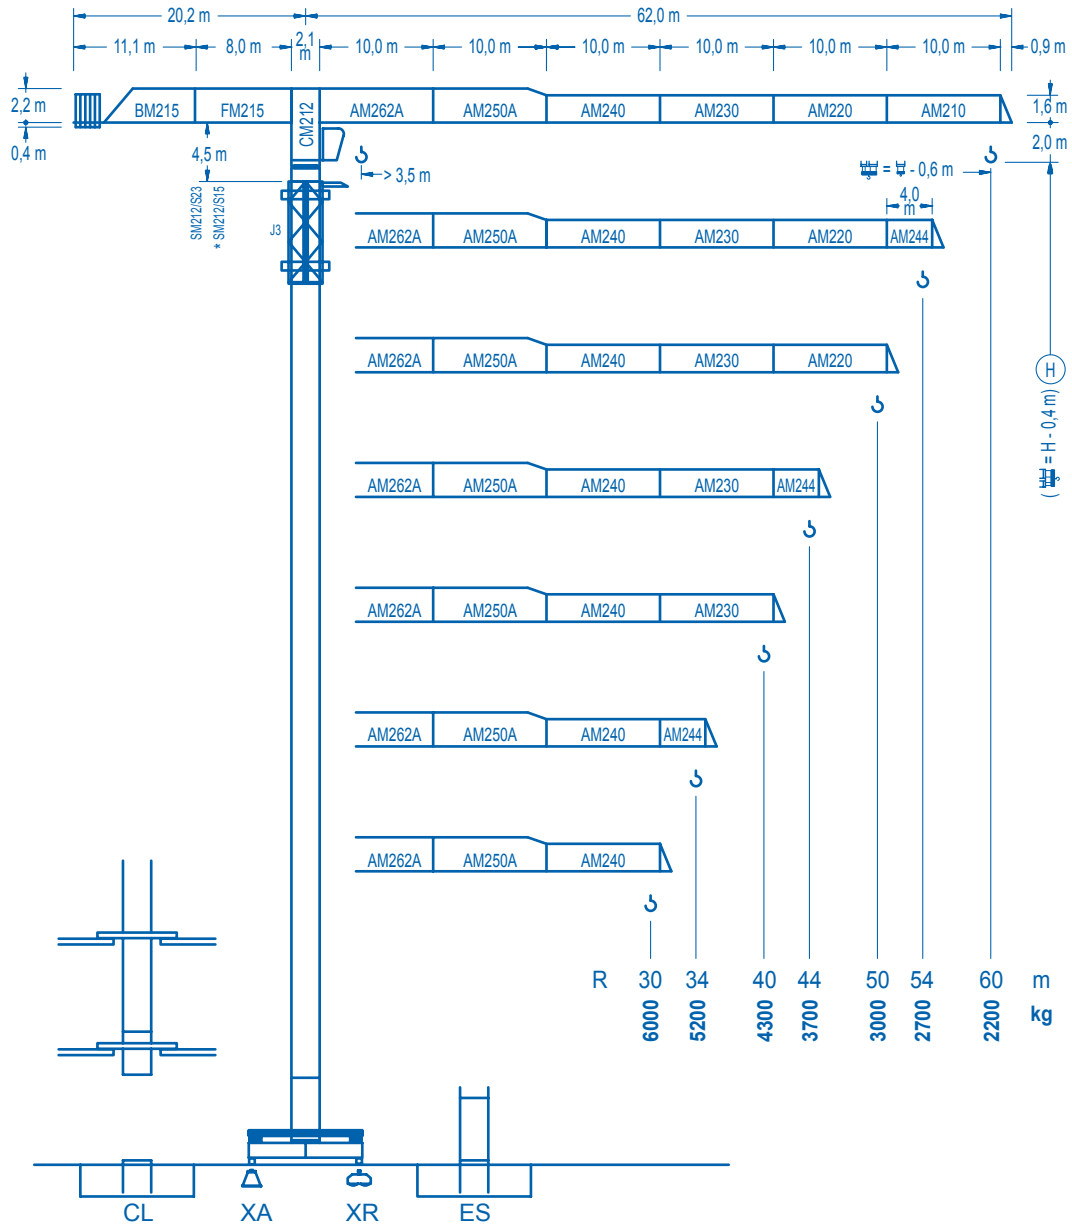 20,2 m 62,0 m
11,1 m 8,0 m 2,1 m 10,0 m 10,0 m 10,0 m 10,0 m 10,0 m 10,0 m 0,9 m
2,2 m BM215 FM215 CM212 AM262A AM250A AM240 AM230 AM220 AM210 1,6 m
0,4 m 4,5 m 2,0 m
> 3,5 m = - 0,6 m
4,0 m
SM212/S23
* SM212/S15
J3
AM262A AM250A AM240 AM230 AM220 AM244
AM262A AM250A AM240 AM230 AM220
H
( = H - 0,4 m)
AM262A AM250A AM240 AM230 AM244
AM262A AM250A AM240 AM230
AM262A AM250A AM240 AM244
AM262A AM250A AM240
R 30 34 40 44 50 54 60 m
6000 5200 4300 3700 3000 2700 2200 kg
CL XA XR ES